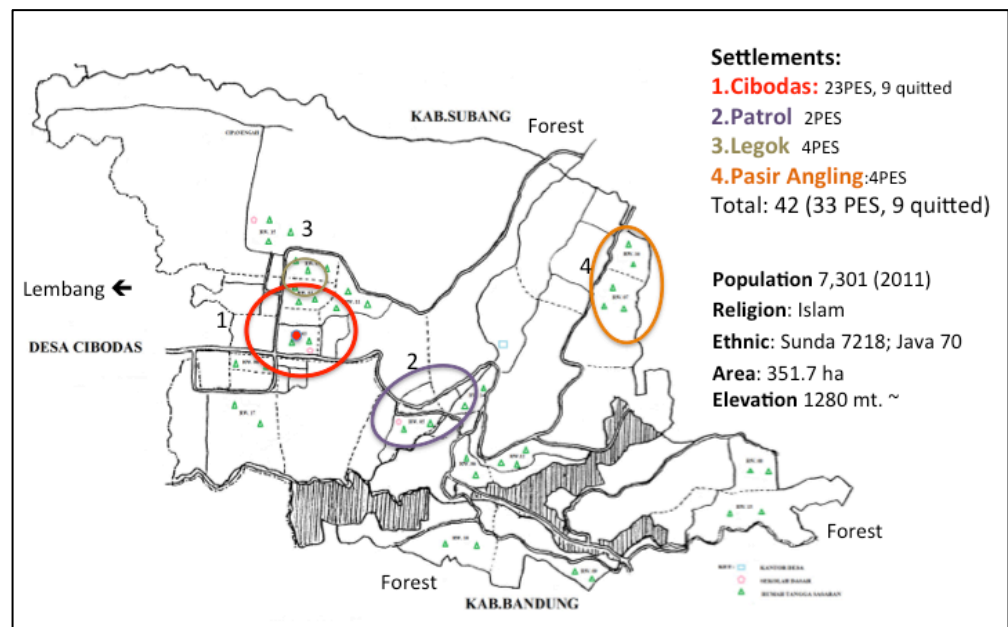 Settlements:
1.Cibodas: 23PES, 9 quitted
2.Patrol 2PES
3.Legok 4PES
4.Pasir Angling:4PES
Total: 42 (33 PES, 9 quitted)
Population 7,301 (2011)
Religion: Islam
Ethnic: Sunda 7218; Java 70
Area: 351.7 ha
Elevation 1280 mt. ~
KAB.SUBANG
Forest
3
4
Lembang ←
1
DESA CIBODAS
2
Forest
Forest
KAB.BANDUNG
KANTOR DESA
SEKOLAH DASAR
RUMAH TANGGA SASARAN